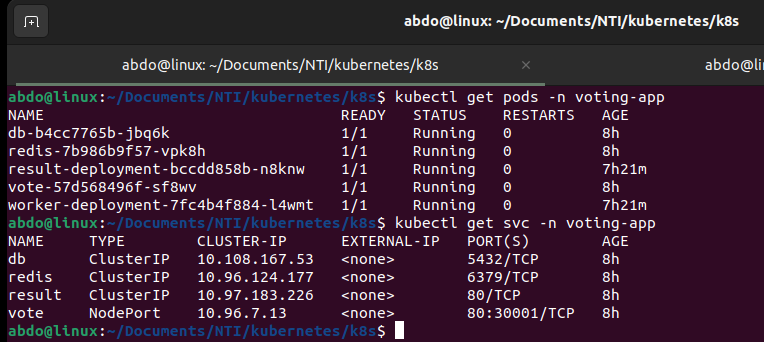 abdo@linux: ~/Documents/NTI/kubernetes/k8s
abdo@linux: ~/Documents/NTI/kubernetes/k8s × abdo@lin
abdo@linux:~/Documents/NTI/kubernetes/k8s$ kubectl get pods -n voting-app
NAME READY STATUS RESTARTS AGE
db-b4cc7765b-jbq6k 1/1 Running 0 8h
redis-7b986b9f57-vpk8h 1/1 Running 0 8h
result-deployment-bccdd858b-n8knw 1/1 Running 0 7h21m
vote-57d568496f-sf8wv 1/1 Running 0 8h
worker-deployment-7fc4b4f884-l4wmt 1/1 Running 0 7h21m
abdo@linux:~/Documents/NTI/kubernetes/k8s$ kubectl get svc -n voting-app
NAME TYPE CLUSTER-IP EXTERNAL-IP PORT(S) AGE
db ClusterIP 10.108.167.53 <none> 5432/TCP 8h
redis ClusterIP 10.96.124.177 <none> 6379/TCP 8h
result ClusterIP 10.97.183.226 <none> 80/TCP 8h
vote NodePort 10.96.7.13 <none> 80:30001/TCP 8h
abdo@linux:~/Documents/NTI/kubernetes/k8s$